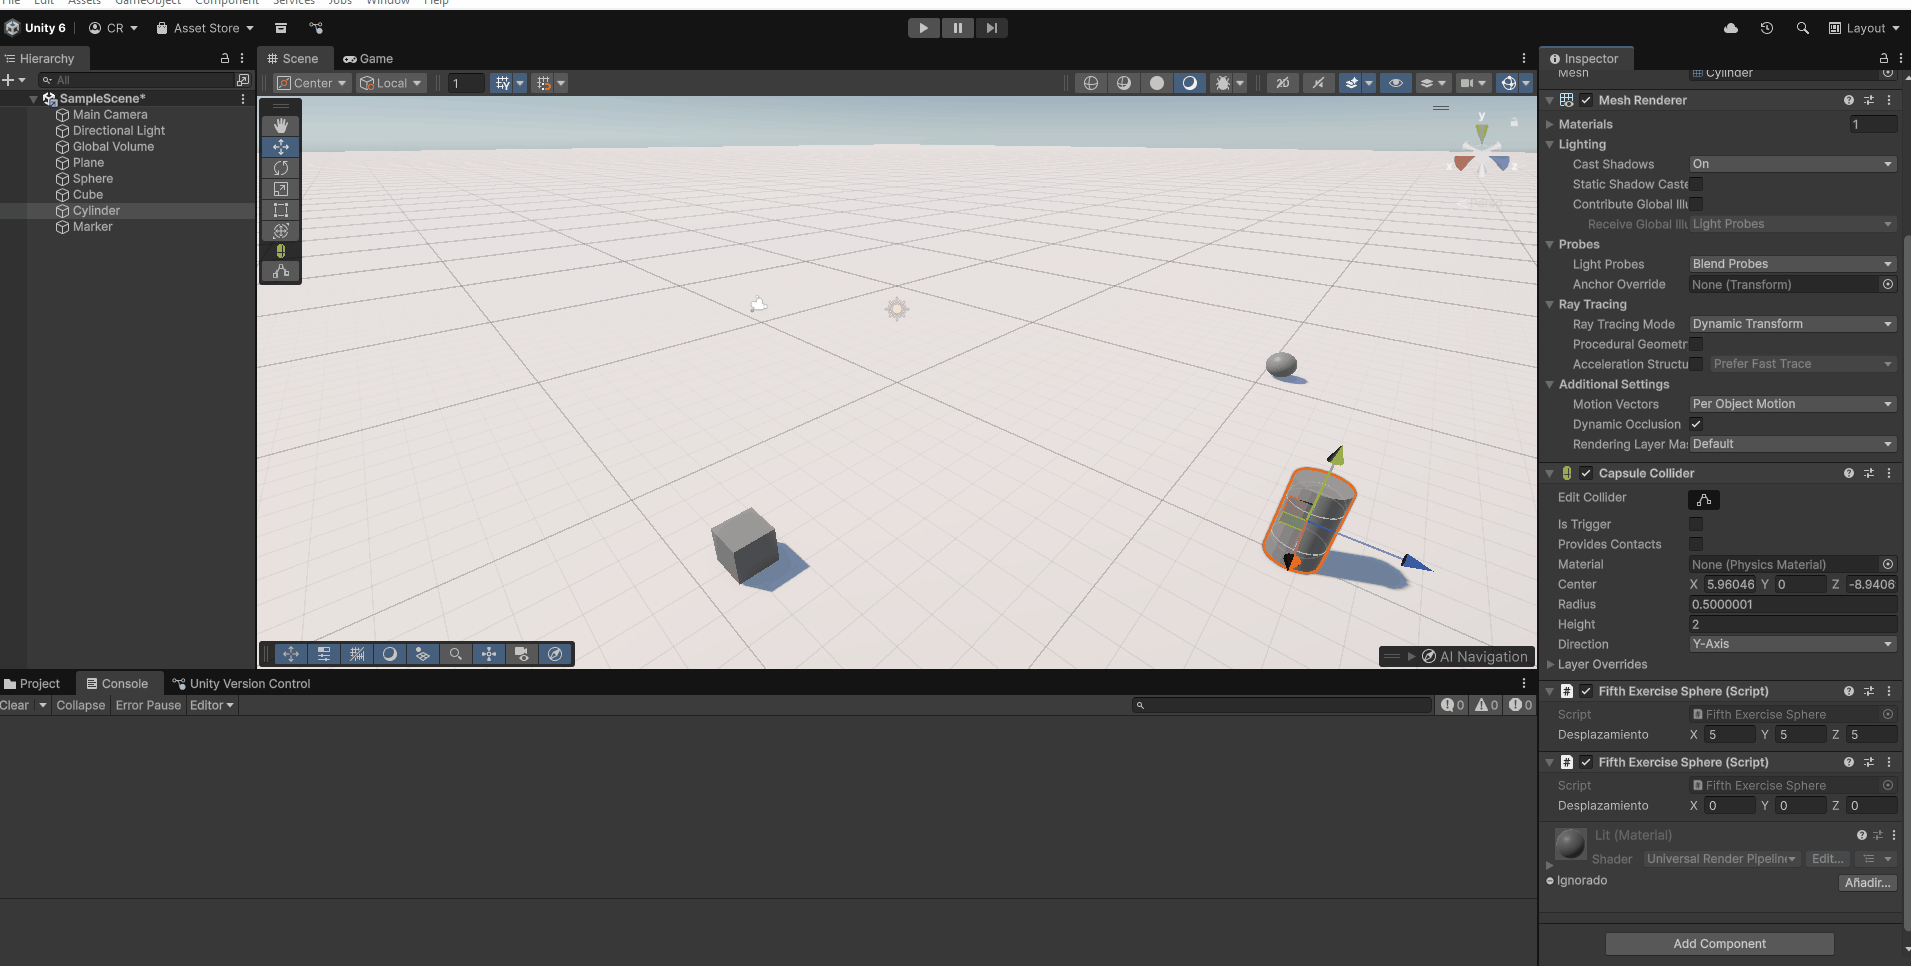 File Edit Assets GameObject Component Services Jobs Window Help
Unity 6 CR Asset Store Layout
Hierarchy
All
SampleScene*
Main Camera
Directional Light
Global Volume
Plane
Sphere
Cube
Cylinder
Marker
Scene Game
Center Local 1 2D
y
x z
AI Navigation
Project Console Unity Version Control
Clear Collapse Error Pause Editor 0 0 0
Inspector
Mesh Cylinder
Mesh Renderer
Materials 1
Lighting
Cast Shadows On
Static Shadow Caste
Contribute Global Illu
Receive Global Illu Light Probes
Probes
Light Probes Blend Probes
Anchor Override None (Transform)
Ray Tracing
Ray Tracing Mode Dynamic Transform
Procedural Geometr
Acceleration Structu Prefer Fast Trace
Additional Settings
Motion Vectors Per Object Motion
Dynamic Occlusion
Rendering Layer Mas Default
Capsule Collider
Edit Collider
Is Trigger
Provides Contacts
Material None (Physics Material)
Center X 5.96046 Y 0 Z -8.9406
Radius 0.5000001
Height 2
Direction Y-Axis
Layer Overrides
# Fifth Exercise Sphere (Script)
Script Fifth Exercise Sphere
Desplazamiento X 5 Y 5 Z 5
# Fifth Exercise Sphere (Script)
Script Fifth Exercise Sphere
Desplazamiento X 0 Y 0 Z 0
Lit (Material)
Shader Universal Render Pipeline Edit...
Ignorado Añadir...
Add Component